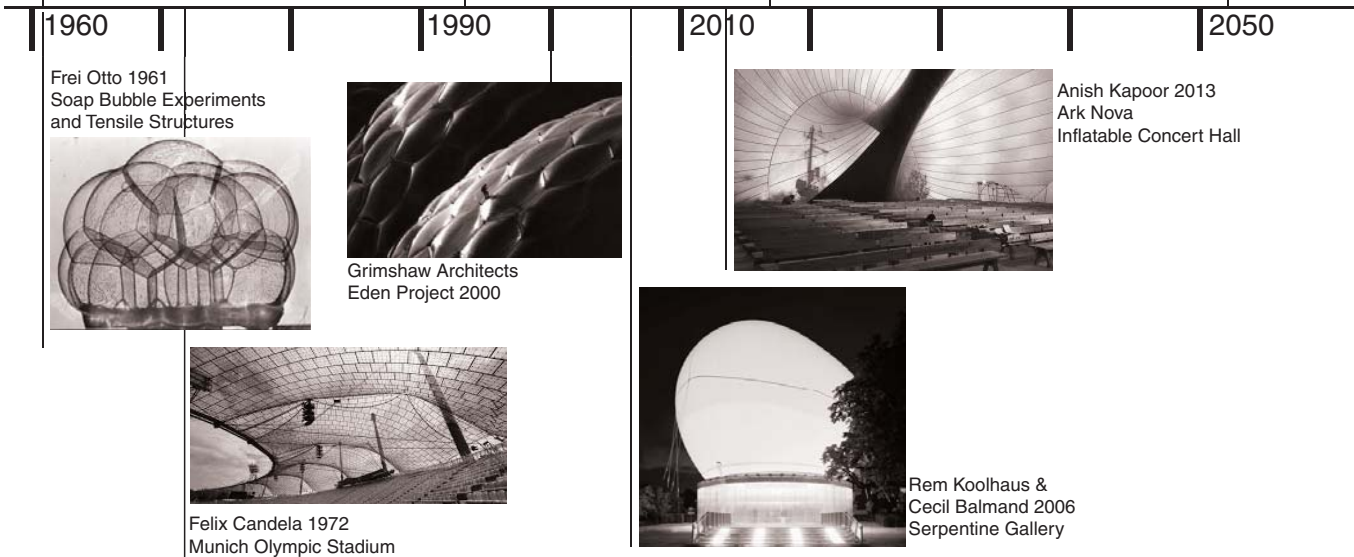 1960
1990
2010
2050
Frei Otto 1961
Soap Bubble Experiments
and Tensile Structures
Grimshaw Architects
Eden Project 2000
Anish Kapoor 2013
Ark Nova
Inflatable Concert Hall
Felix Candela 1972
Munich Olympic Stadium
Rem Koolhaus &
Cecil Balmand 2006
Serpentine Gallery